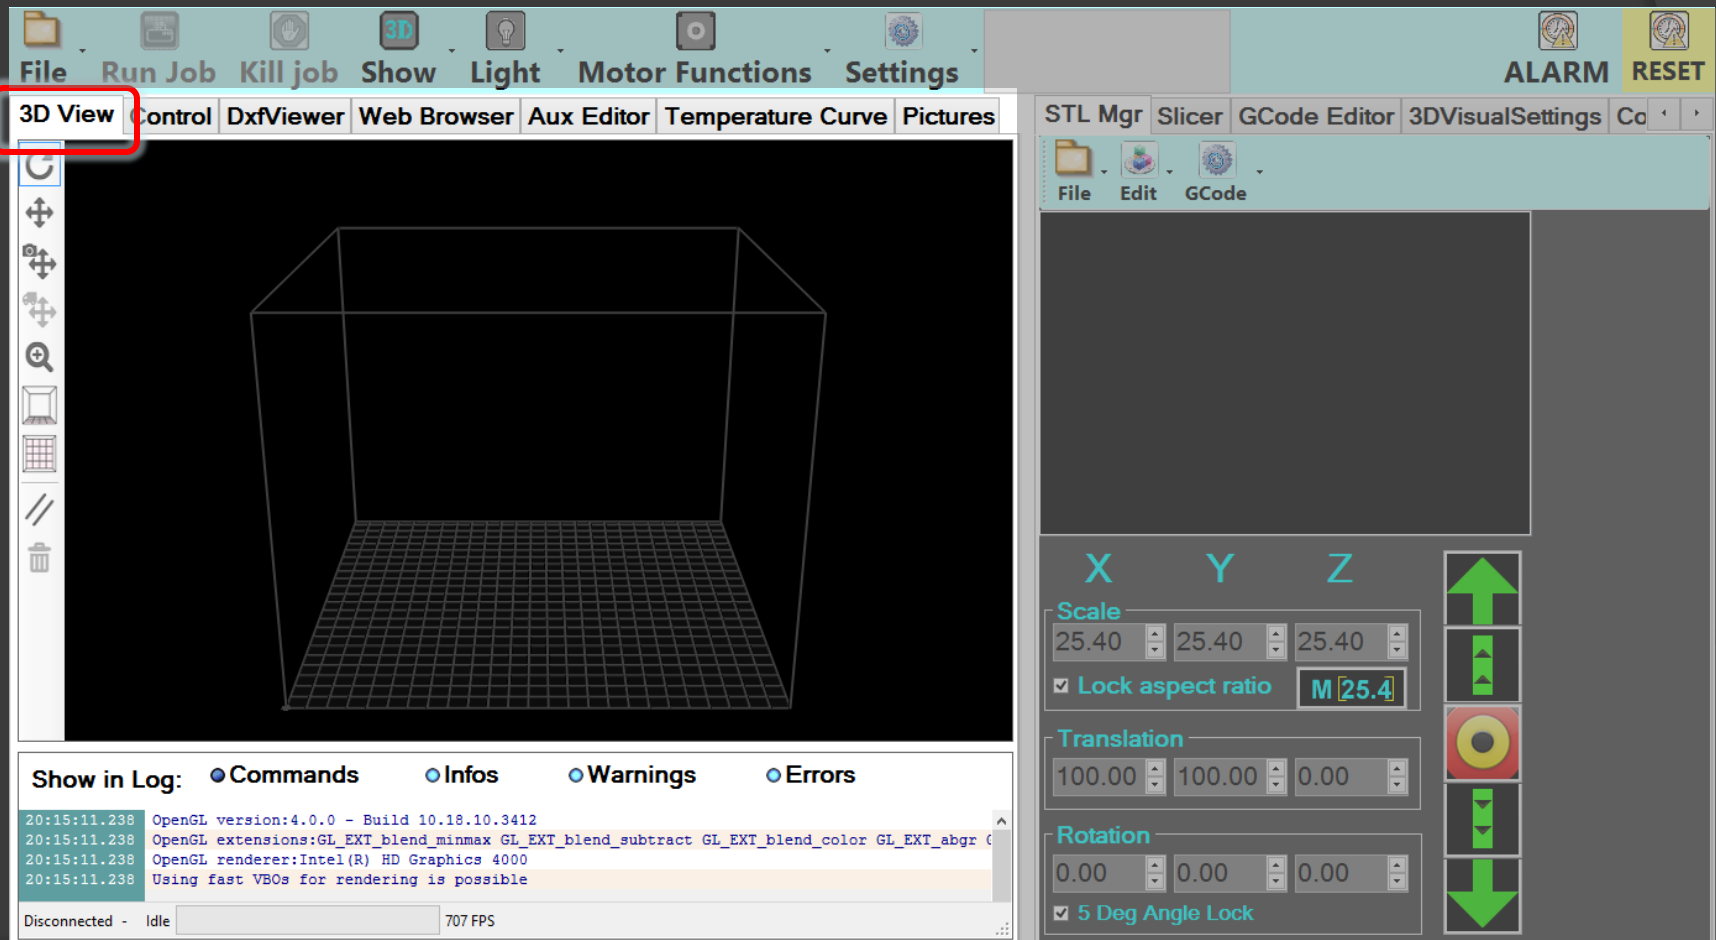 File Run Job Kill job Show Light Motor Functions Settings ALARM RESET
3D
3D View Control DxfViewer Web Browser Aux Editor Temperature Curve Pictures
STL Mgr Slicer GCode Editor 3DVisualSettings Co
File Edit GCode
X Y Z
Scale
25.40 25.40 25.40
Lock aspect ratio M [25.4]
Translation
100.00 100.00 0.00
Rotation
0.00 0.00 0.00
5 Deg Angle Lock
Show in Log: Commands Infos Warnings Errors
20:15:11.238 OpenGL version:4.0.0 - Build 10.18.10.3412
20:15:11.238 OpenGL extensions:GL_EXT_blend_minmax GL_EXT_blend_subtract GL_EXT_blend_color GL_EXT_abgr
20:15:11.238 OpenGL renderer:Intel(R) HD Graphics 4000
20:15:11.238 Using fast VBOs for rendering is possible
Disconnected - Idle 707 FPS